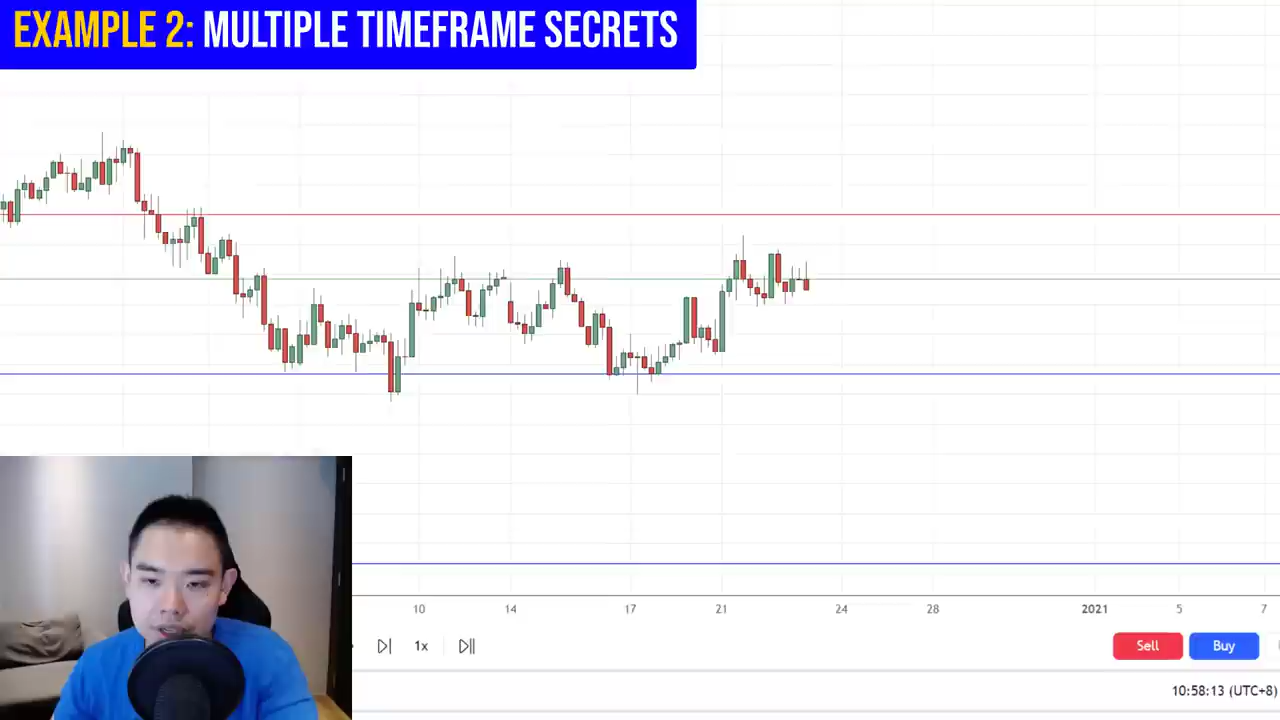 EXAMPLE 2: MULTIPLE TIMEFRAME SECRETS
10 14 17 21 24 28 2021 5 7
1x Sell Buy
10:58:13 (UTC+8)